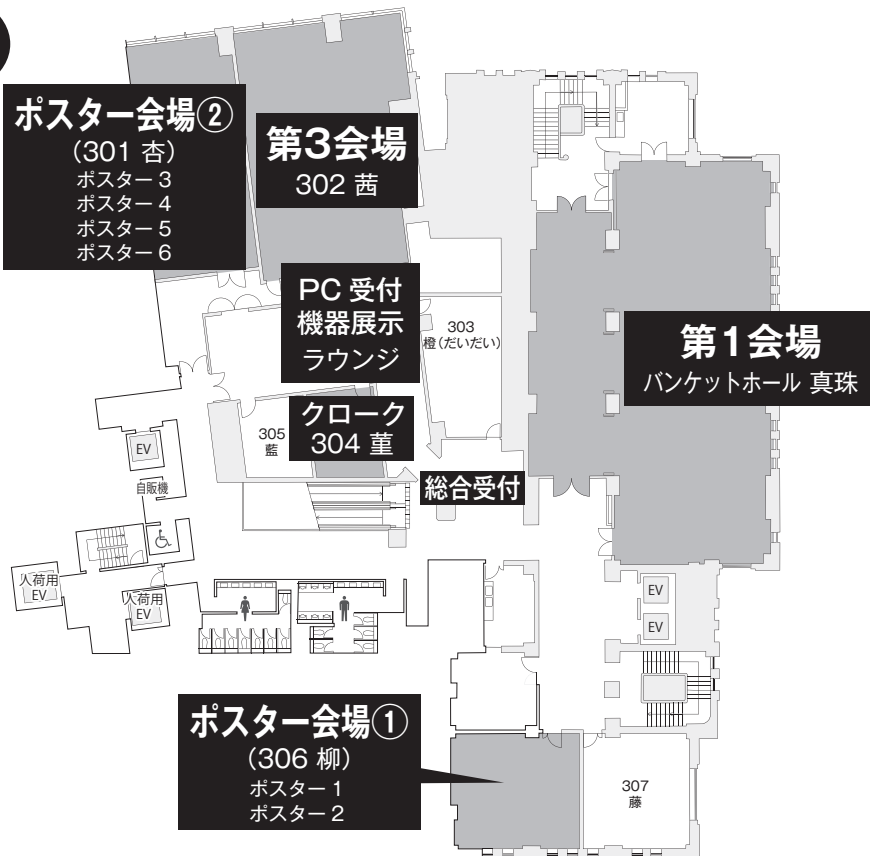 ポスター会場②
（301 杏）
ポスター 3
ポスター 4
ポスター 5
ポスター 6
第3会場
302 茜
PC 受付
機器展示
ラウンジ
303
橙（だいだい）
第1会場
バンケットホール 真珠
クローク
304 菫
305
藍
総合受付
EV
自販機
人荷用
EV
人荷用
EV
EV
EV
ポスター会場①
（306 柳）
ポスター 1
ポスター 2
307
藤